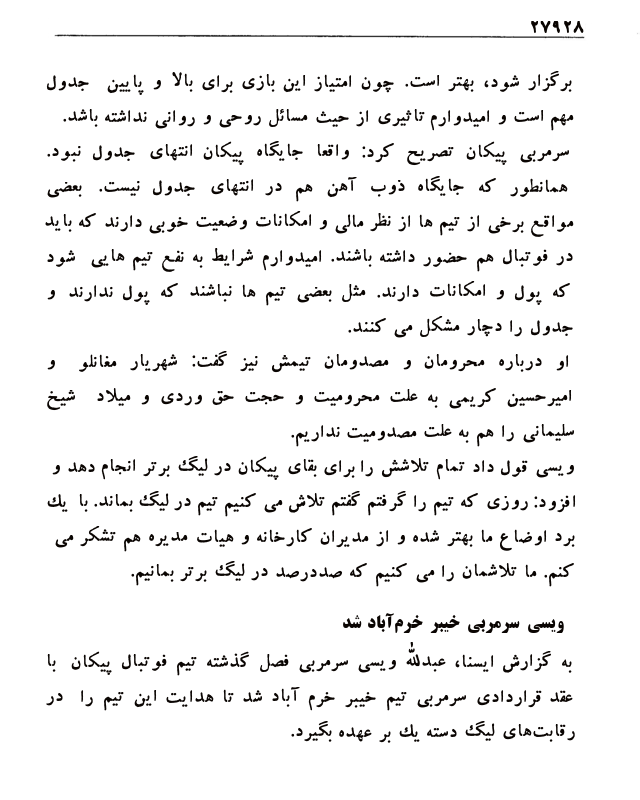 ۲۷۹۲۸
برگزار شود، بهتر است. چون امتیاز این بازی برای بالا و پایین جدول
مهم است و امیدوارم تاثیری از حیث مسائل روحی و روانی نداشته باشد.
سرمربی پیکان تصریح کرد: واقعا جایگاه پیکان انتهای جدول نبود.
همانطور که جایگاه ذوب آهن هم در انتهای جدول نیست. بعضی
مواقع برخی از تیم ها از نظر مالی و امکانات وضعیت خوبی دارند که باید
در فوتبال هم حضور داشته باشند. امیدوارم شرایط به نفع تیم هایی شود
که پول و امکانات دارند. مثل بعضی تیم ها نباشند که پول ندارند و
جدول را دچار مشکل می کنند.
او درباره محرومان و مصدومان تیمش نیز گفت: شهریار مغانلو و
امیرحسین کریمی به علت محرومیت و حجت حق وردی و میلاد شیخ
سلیمانی را هم به علت مصدومیت نداریم.
ویسی قول داد تمام تلاشش را برای بقای پیکان در لیگ برتر انجام دهد و
افزود: روزی که تیم را گرفتم گفتم تلاش می کنیم تیم در لیگ بماند. با یك
برد اوضاع ما بهتر شده و از مدیران کارخانه و هیات مدیره هم تشکر می
کنم. ما تلاشمان را می کنیم که صددرصد در لیگ برتر بمانیم.
ویسی سرمربی خیبر خرم‌آباد شد
به گزارش ایسنا، عبدلله ویسی سرمربی فصل گذشته تیم فوتبال پیکان با
عقد قراردادی سرمربی تیم خیبر خرم آباد شد تا هدایت این تیم را در
رقابت‌های لیگ دسته یك بر عهده بگیرد.